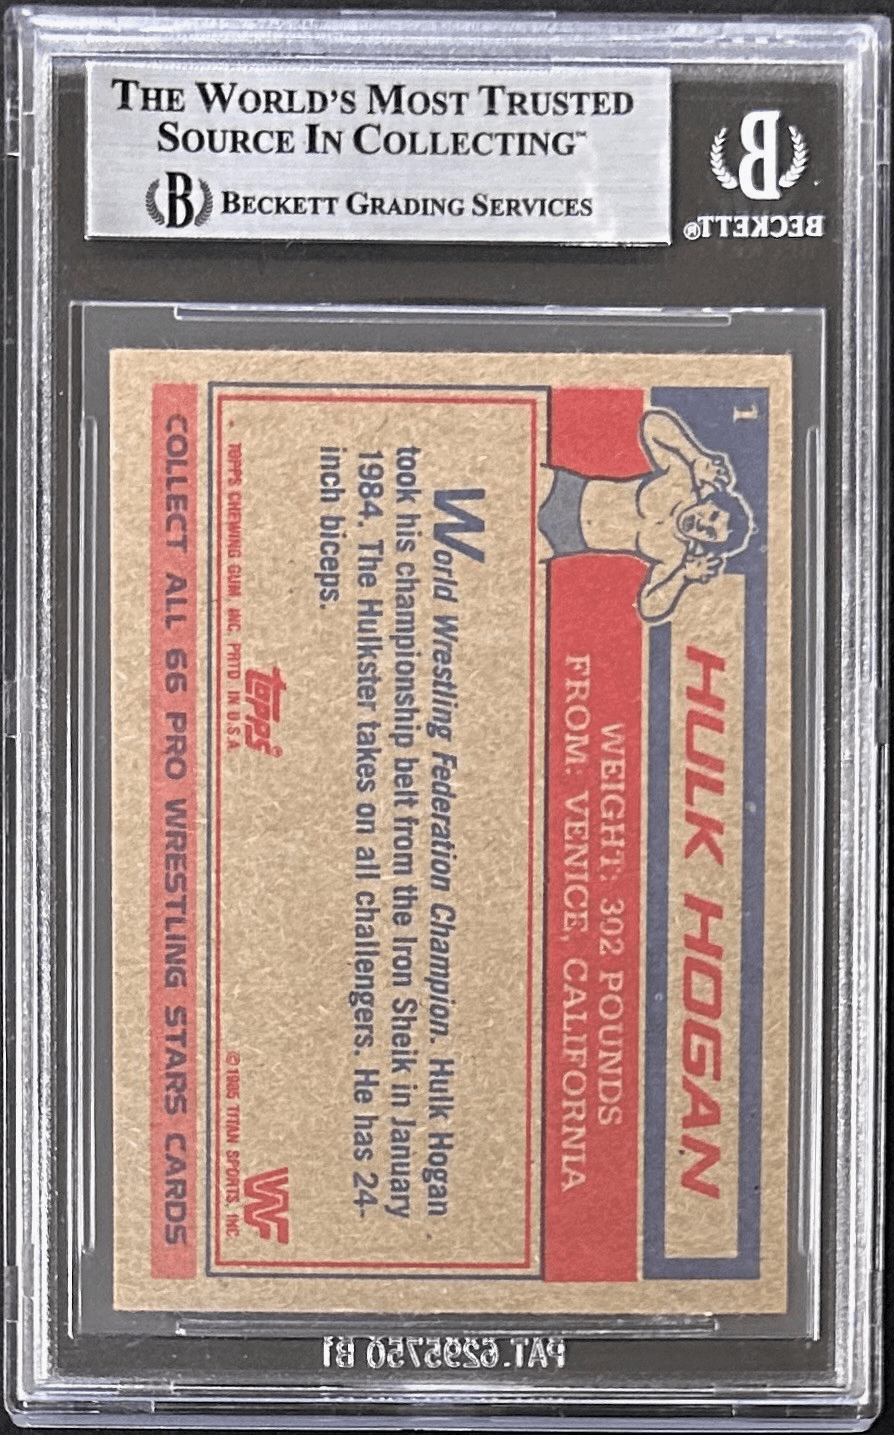 THE WORLD'S MOST TRUSTED
SOURCE IN COLLECTING™
B BECKETT GRADING SERVICES
B
BECKETT®
1
HULK HOGAN
WEIGHT: 302 POUNDS
FROM: VENICE, CALIFORNIA
World Wrestling Federation Champion. Hulk Hogan
took his championship belt from the Iron Sheik in January
1984. The Hulkster takes on all challengers. He has 24-
inch biceps.
topps®
WF
* TOPPS CHEWING GUM, INC. PRTD. IN U.S.A.
© 1985 TITAN SPORTS, INC.
COLLECT ALL 66 PRO WRESTLING STARS CARDS
PAT. 6295750 B1